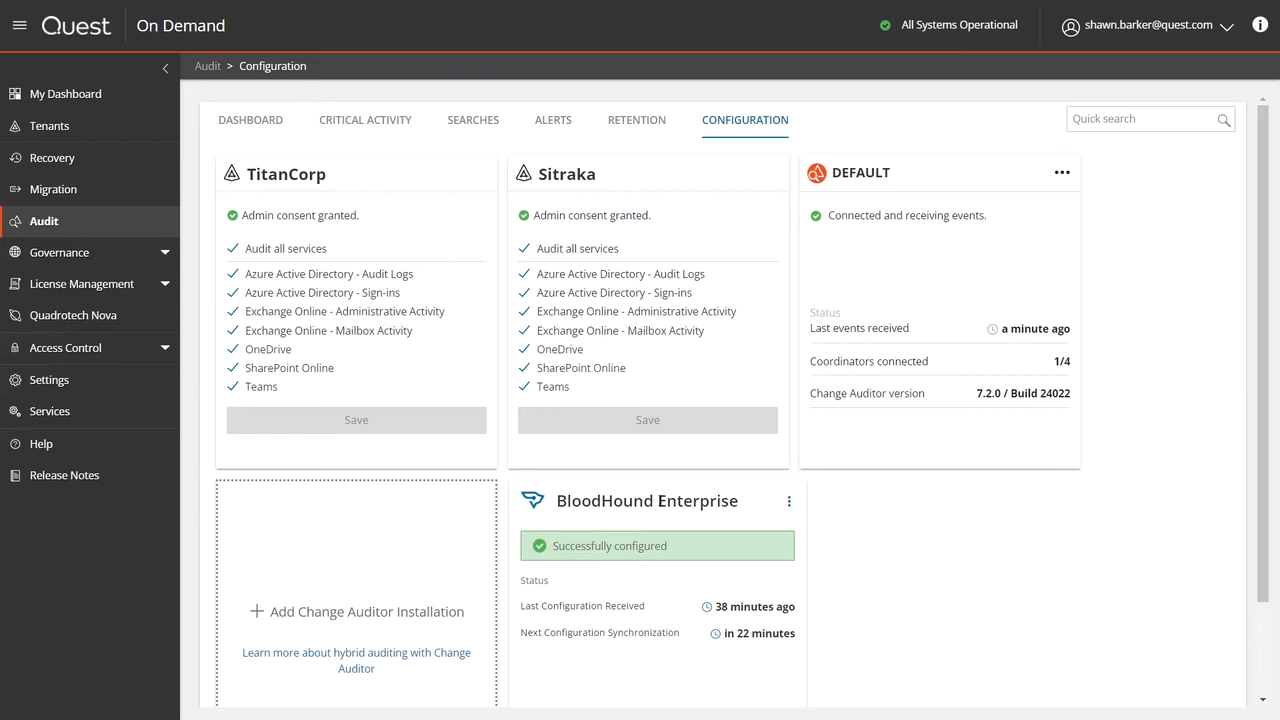 Quest
On Demand
All Systems Operational
shawn.barker@quest.com
Audit > Configuration
My Dashboard
Tenants
Recovery
Migration
Audit
Governance
License Management
Quadrotech Nova
Access Control
Settings
Services
Help
Release Notes
DASHBOARD
CRITICAL ACTIVITY
SEARCHES
ALERTS
RETENTION
CONFIGURATION
Quick search
TitanCorp
Admin consent granted.
Audit all services
Azure Active Directory - Audit Logs
Azure Active Directory - Sign-ins
Exchange Online - Administrative Activity
Exchange Online - Mailbox Activity
OneDrive
SharePoint Online
Teams
Save
Sitraka
Admin consent granted.
Audit all services
Azure Active Directory - Audit Logs
Azure Active Directory - Sign-ins
Exchange Online - Administrative Activity
Exchange Online - Mailbox Activity
OneDrive
SharePoint Online
Teams
Save
DEFAULT
Connected and receiving events.
Status
Last events received a minute ago
Coordinators connected 1/4
Change Auditor version 7.2.0 / Build 24022
Add Change Auditor Installation
Learn more about hybrid auditing with Change
Auditor
BloodHound Enterprise
Successfully configured
Status
Last Configuration Received 38 minutes ago
Next Configuration Synchronization in 22 minutes